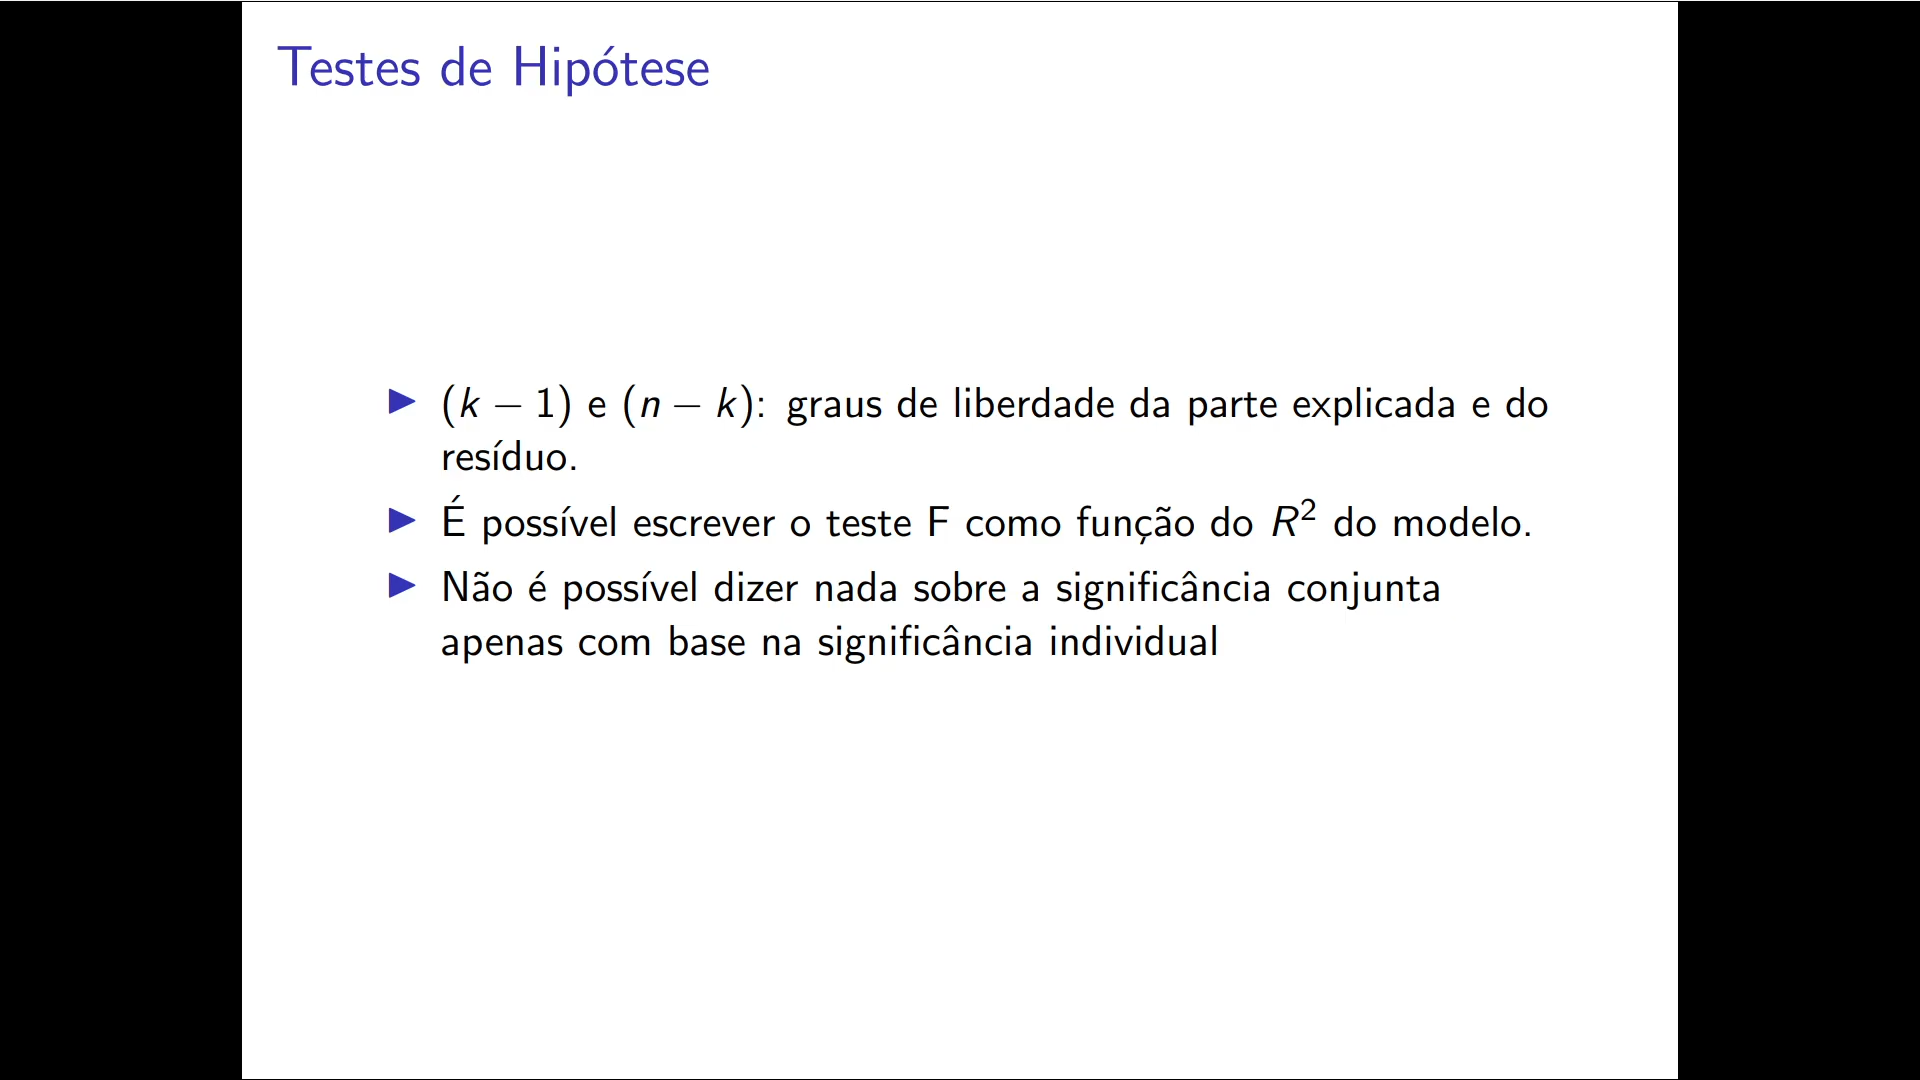 Testes de Hipótese
▶ (k − 1) e (n − k): graus de liberdade da parte explicada e do
resíduo.
▶ É possível escrever o teste F como função do R² do modelo.
▶ Não é possível dizer nada sobre a significância conjunta
apenas com base na significância individual